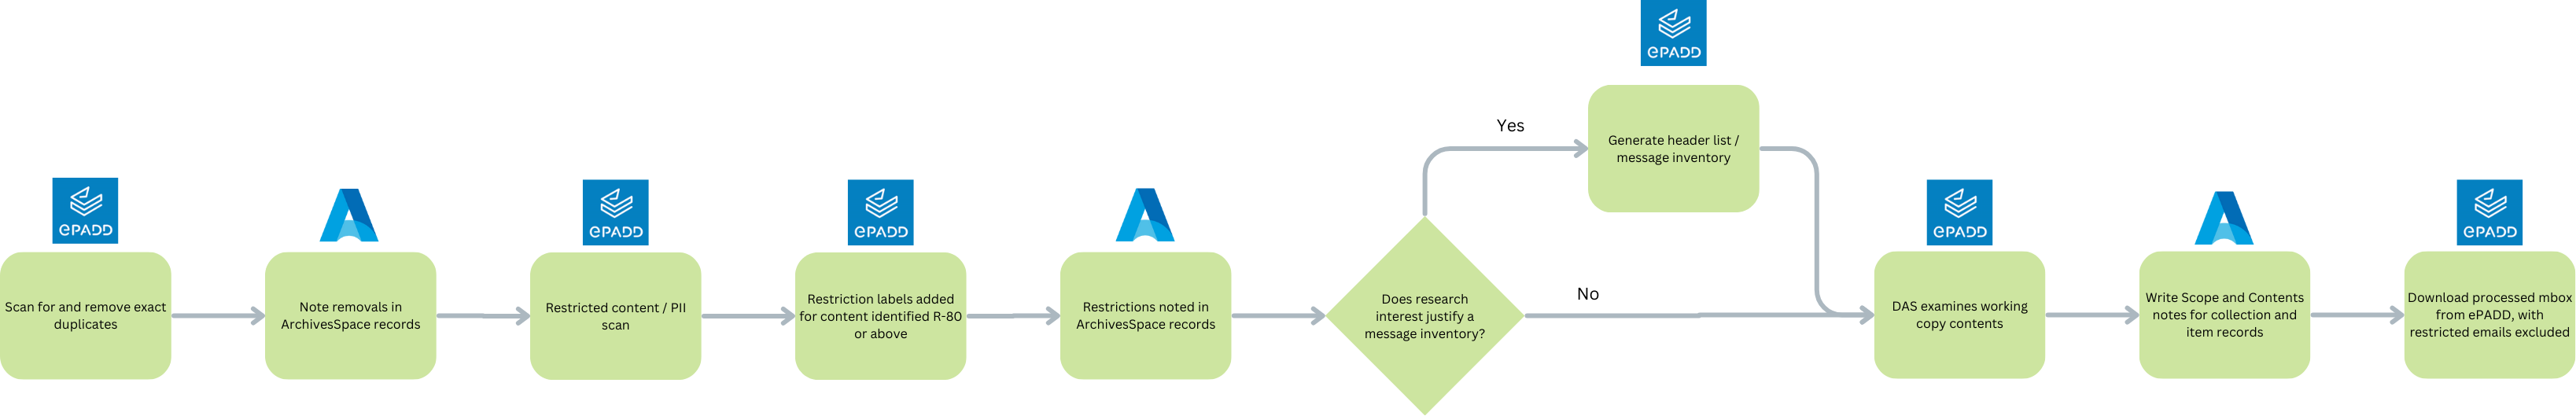 ePADD
Scan for and remove exact
duplicates
Note removals in
ArchivesSpace records
ePADD
Restricted content / PII
scan
ePADD
Restriction labels added
for content identified R-80
or above
Restrictions noted in
ArchivesSpace records
Does research
interest justify a
message inventory?
Yes
ePADD
Generate header list /
message inventory
No
ePADD
DAS examines working
copy contents
Write Scope and Contents
notes for collection and
item records
ePADD
Download processed mbox
from ePADD, with
restricted emails excluded